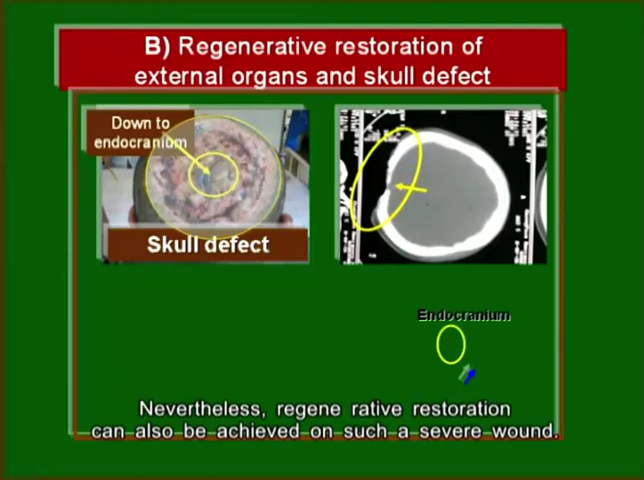 B) Regenerative restoration of
external organs and skull defect
Down to
endocranium
Skull defect
Endocranium
Nevertheless, regene rative restoration
can also be achieved on such a severe wound.